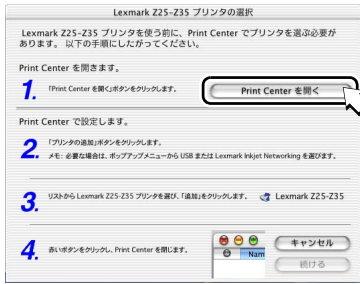 Lexmark Z25-Z35 プリンタの選択
Lexmark Z25-Z35 プリンタを使う前に、Print Center でプリンタを選ぶ必要が
あります。 以下の手順にしたがってください。
Print Center を開きます。
1. 「Print Center を開く」ボタンをクリックします。
Print Center を開く
Print Center で設定します。
2. 「プリンタの追加」ボタンをクリックします。
メモ: 必要な場合は、ポップアップメニューから USB または Lexmark Inkjet Networking を選びます。
3. リストから Lexmark Z25-Z35 プリンタを選び、「追加」をクリックします。
Lexmark Z25-Z35
4. 赤いボタンをクリックし、Print Center を閉じます。
Nam
キャンセル
続ける